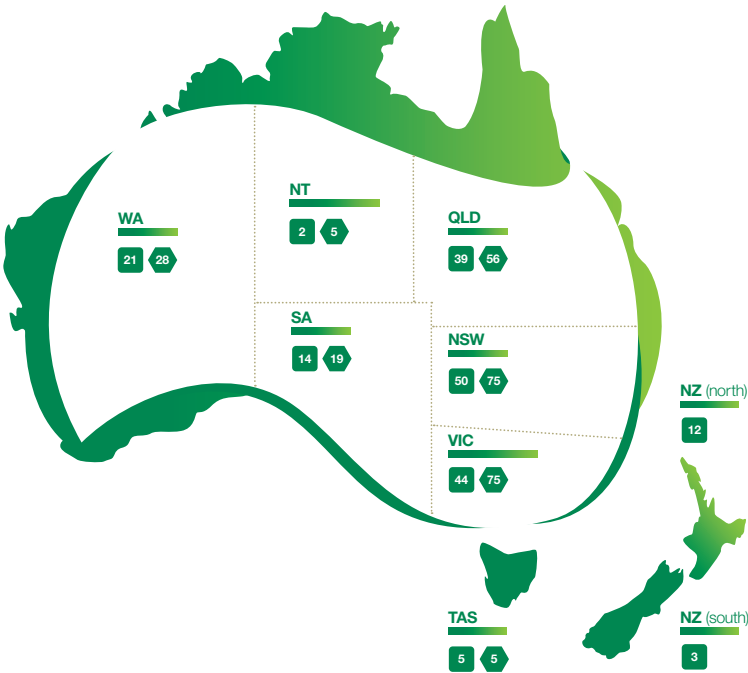 NT
2 5
WA
21 28
QLD
39 56
SA
14 19
NSW
50 75
NZ (north)
12
VIC
44 75
TAS
5 5
NZ (south)
3